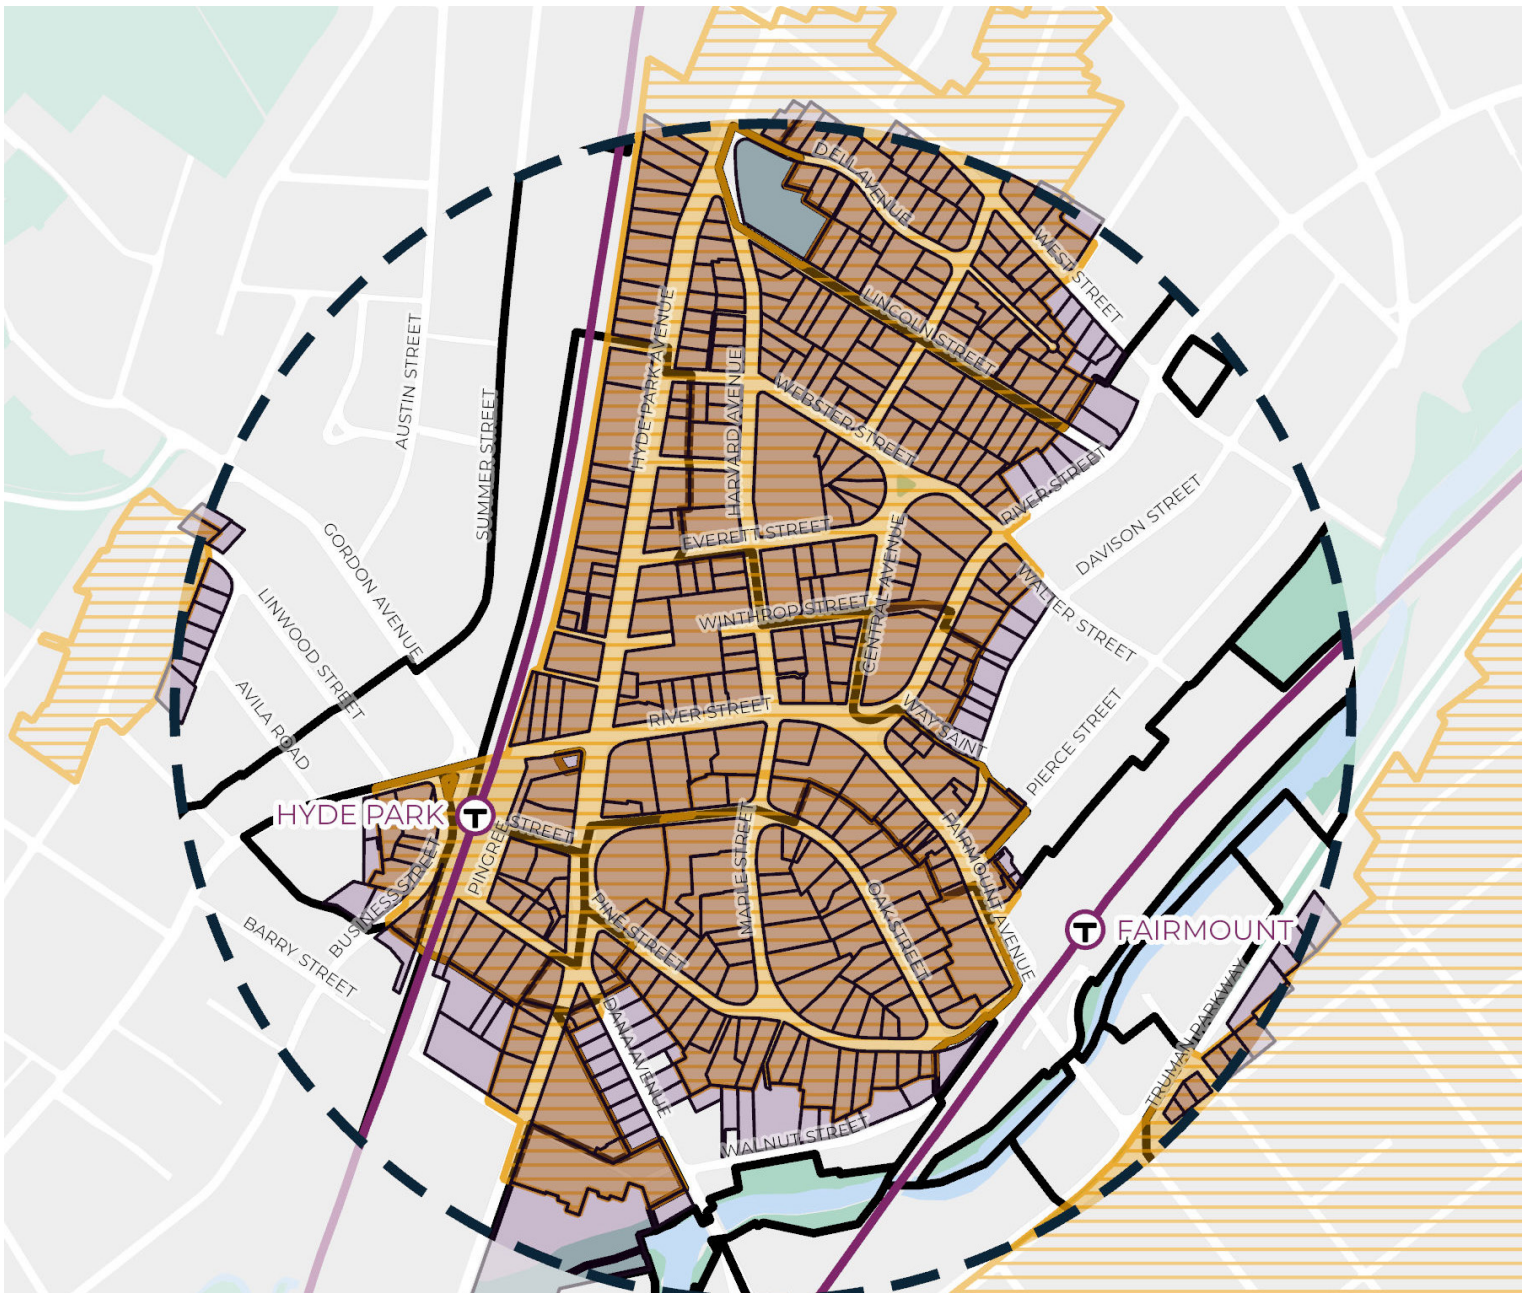 DELL AVENUE
WEST STREET
LINCOLN STREET
AUSTIN STREET
HYDE PARK AVENUE
HARVARD AVENUE
WEBSTER STREET
SUMMER STREET
RIVER STREET
DAVISON STREET
GORDON AVENUE
EVERETT STREET
CENTRAL AVENUE
WALTER STREET
LINWOOD STREET
WINTHROP STREET
AVILA ROAD
RIVER STREET
WAY SAINT
PIERCE STREET
HYDE PARK
T
PINGREE
STREET
MAPLE STREET
FAIRMOUNT AVENUE
BUSINESS STREET
OAK STREET
PINE STREET
BARRY STREET
T
FAIRMOUNT
DANA AVENUE
TRUMAN PARKWAY
WALNUT STREET